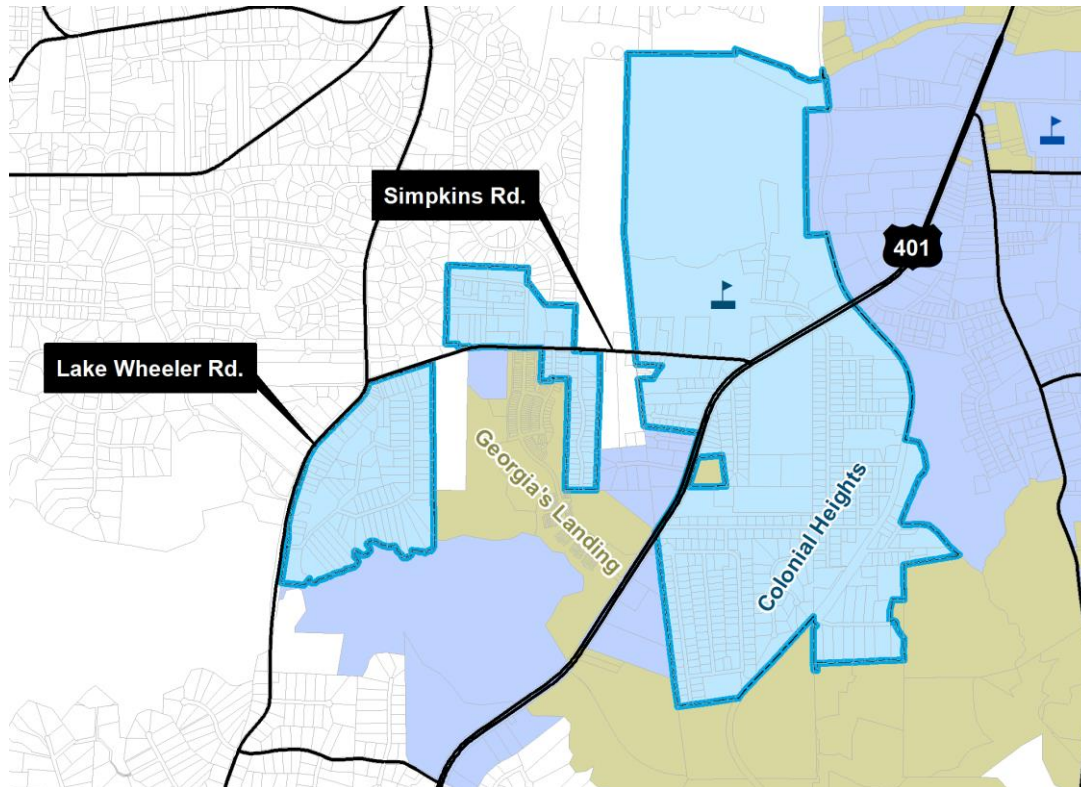 Simpkins Rd.
401
Lake Wheeler Rd.
Georgia's Landing
Colonial Heights